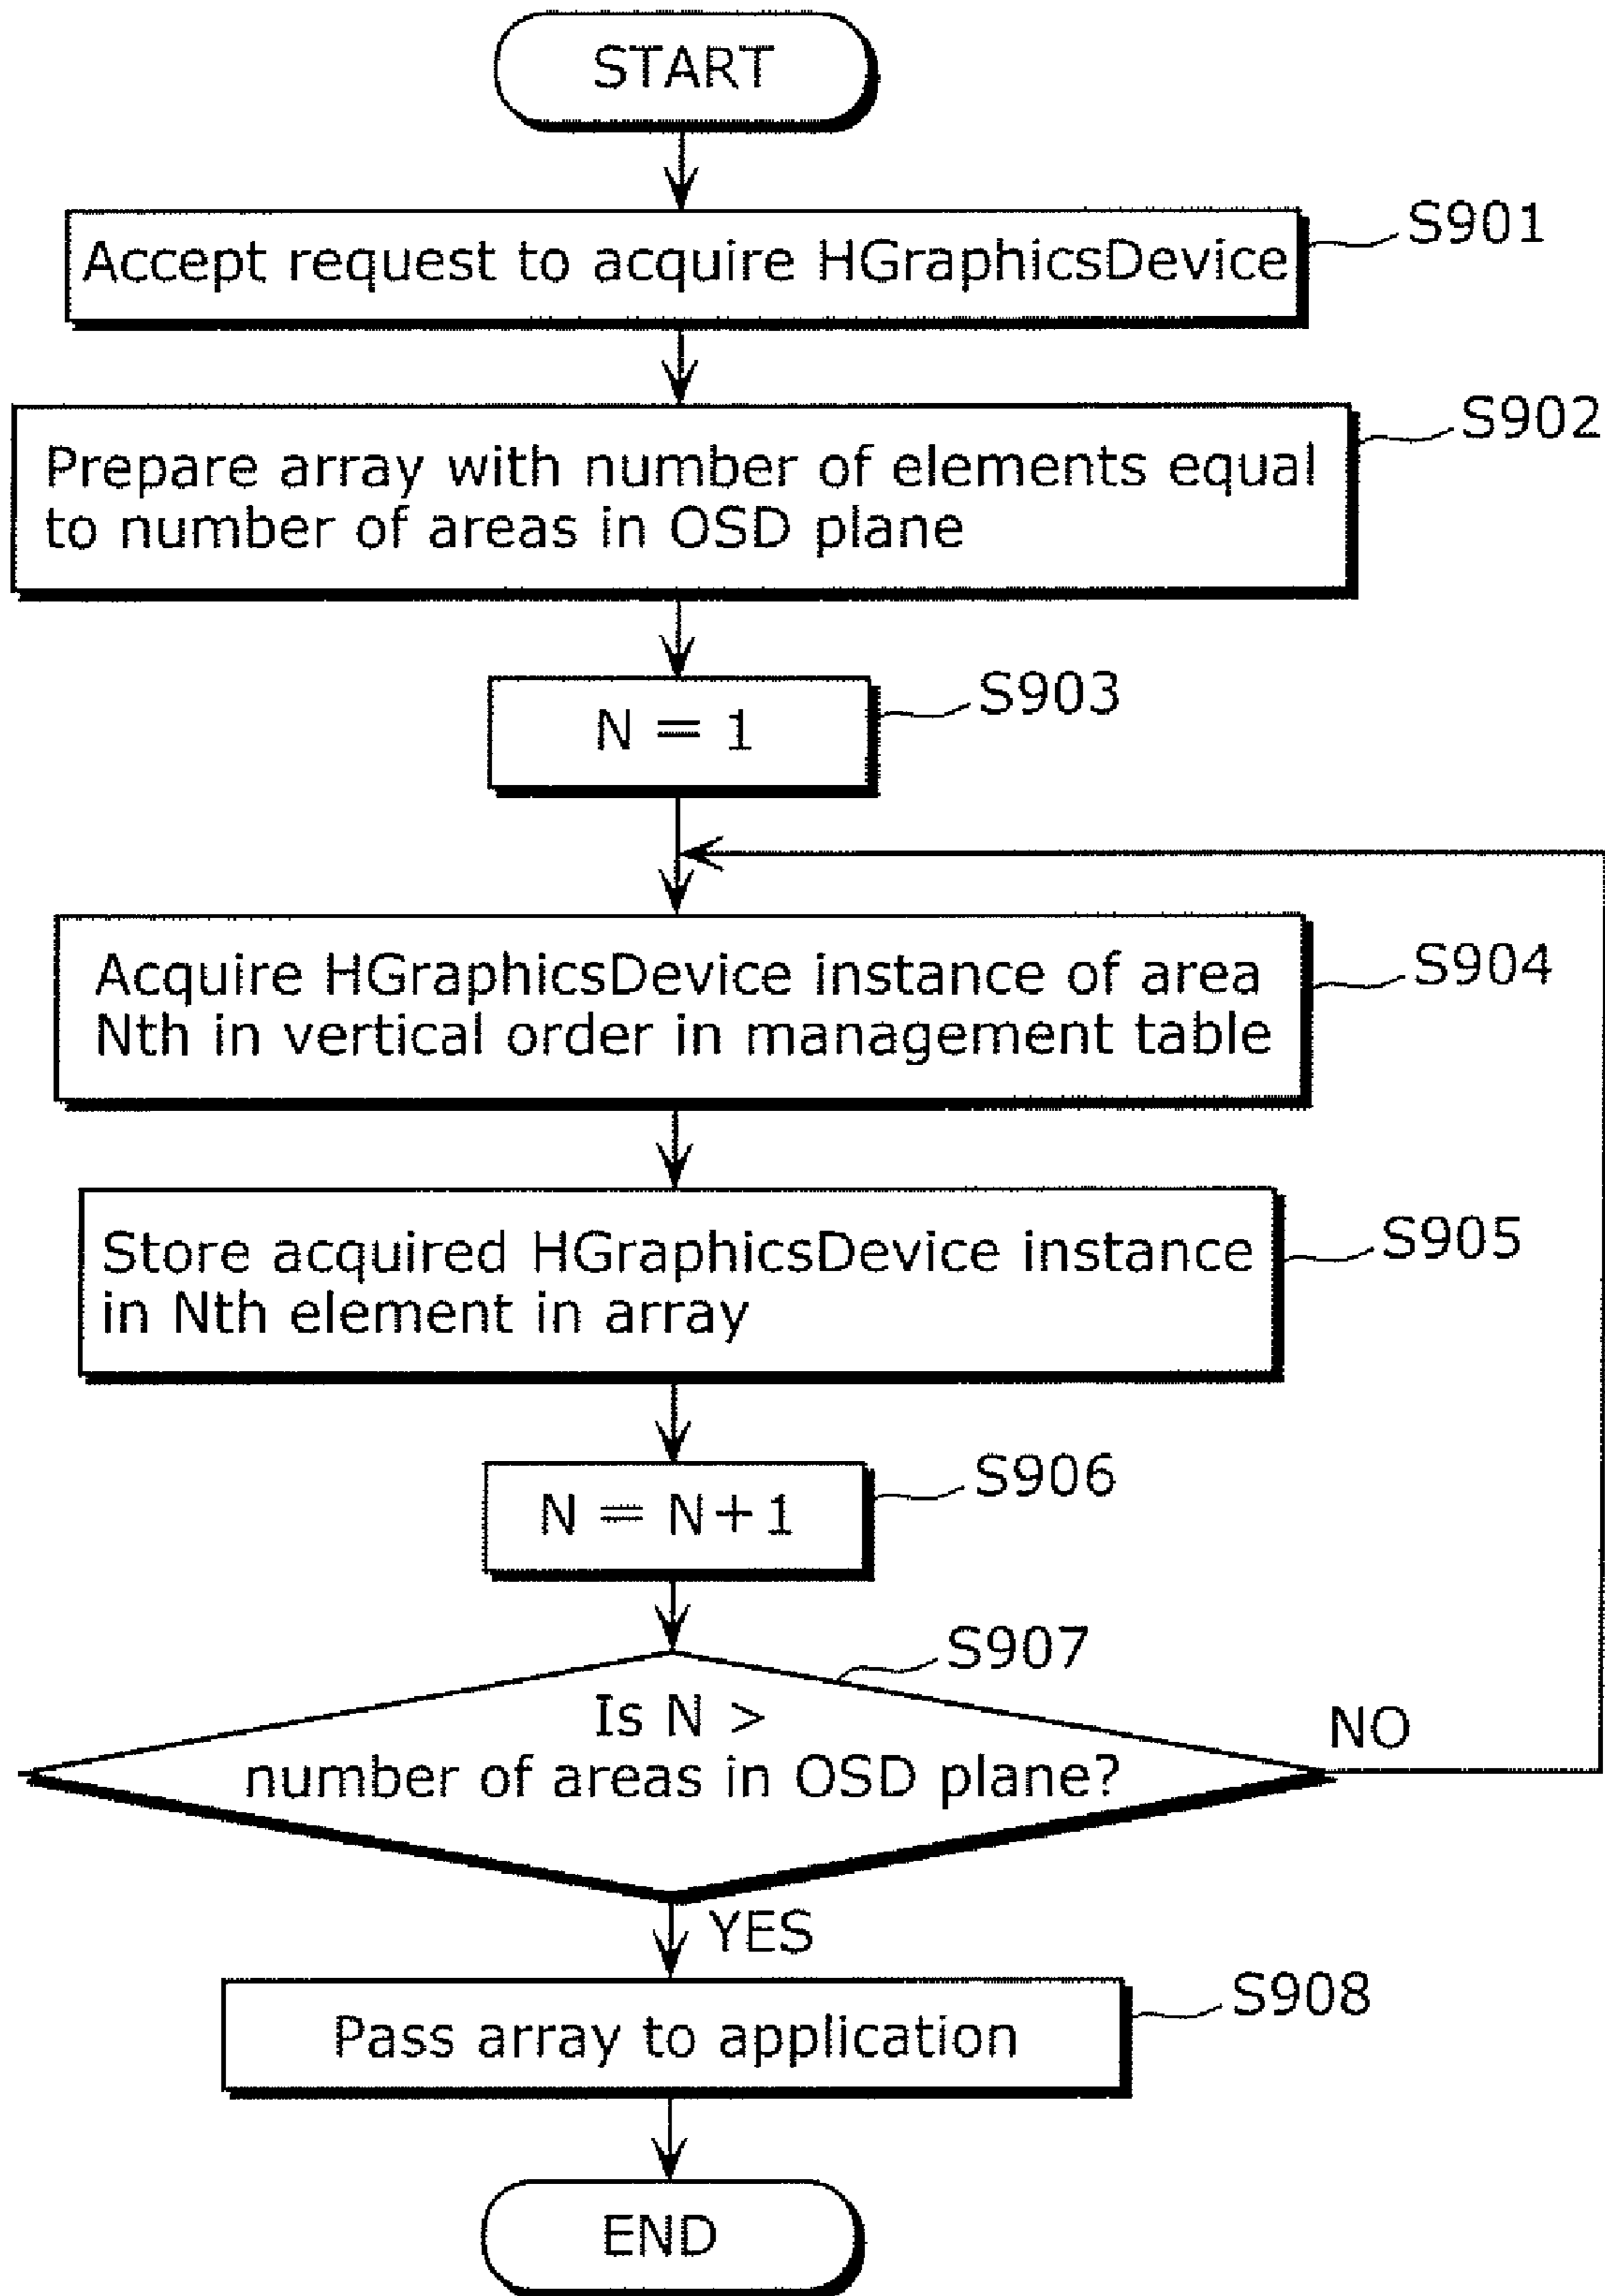 START
Accept request to acquire HGraphicsDevice
S901
Prepare array with number of elements equal
to number of areas in OSD plane
S902
N = 1
S903
Acquire HGraphicsDevice instance of area
Nth in vertical order in management table
S904
Store acquired HGraphicsDevice instance
in Nth element in array
S905
N = N+1
S906
S907
Is N >
number of areas in OSD plane?
NO
YES
Pass array to application
S908
END